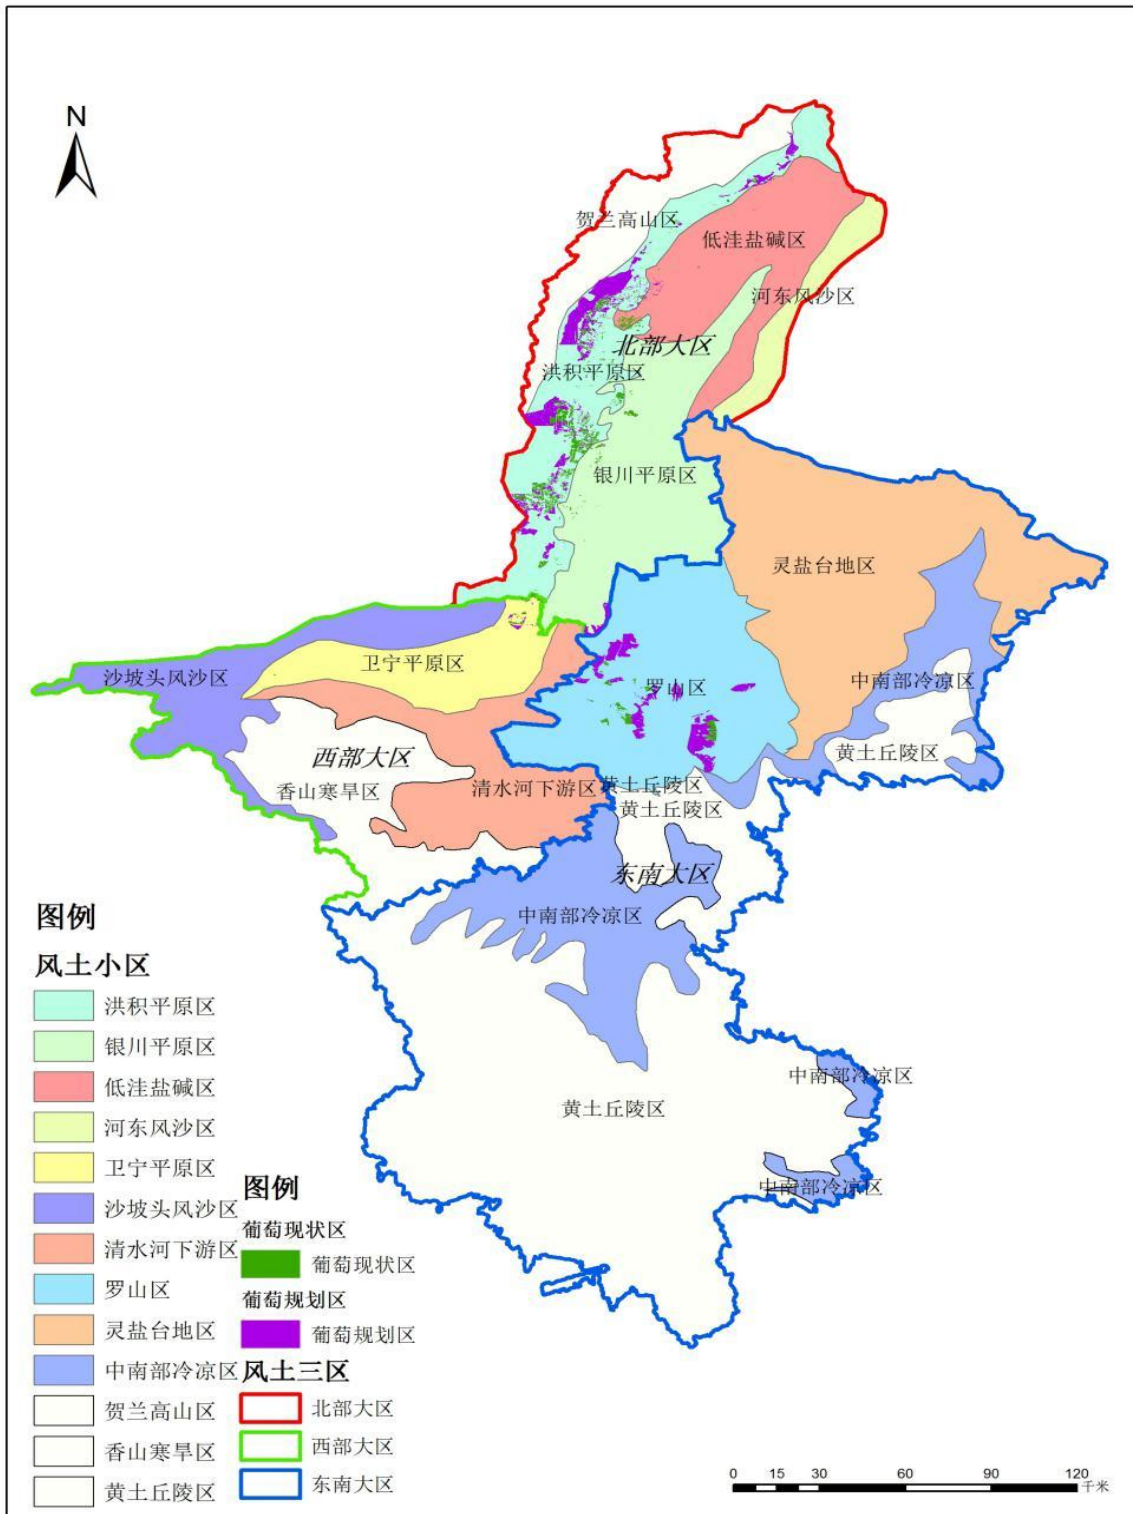 N
贺兰高山区
低洼盐碱区
河东风沙区
北部大区
洪积平原区
银川平原区
灵盐台地区
卫宁平原区
沙坡头风沙区
罗山区
中南部冷凉区
西部大区
黄土丘陵区
香山寒旱区
清水河下游区
黄土丘陵区
黄土丘陵区
东南大区
中南部冷凉区
中南部冷凉区
黄土丘陵区
中南部冷凉区
图例
风土小区
洪积平原区
银川平原区
低洼盐碱区
河东风沙区
卫宁平原区
沙坡头风沙区
清水河下游区
罗山区
灵盐台地区
中南部冷凉区
贺兰高山区
香山寒旱区
黄土丘陵区
图例
葡萄现状区
葡萄现状区
葡萄规划区
葡萄规划区
风土三区
北部大区
西部大区
东南大区
0 15 30 60 90 120
千米